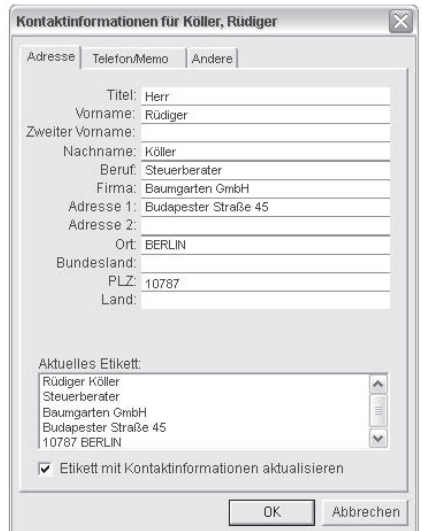 Kontaktinformationen für Köller, Rüdiger
Adresse Telefon/Memo Andere
Titel: Herr
Vorname: Rüdiger
Zweiter Vorname:
Nachname: Köller
Beruf: Steuerberater
Firma: Baumgarten GmbH
Adresse 1: Budapester Straße 45
Adresse 2:
Ort: BERLIN
Bundesland:
PLZ: 10787
Land:
Aktuelles Etikett:
Rüdiger Köller
Steuerberater
Baumgarten GmbH
Budapester Straße 45
10787 BERLIN
Etikett mit Kontaktinformationen aktualisieren
OK Abbrechen